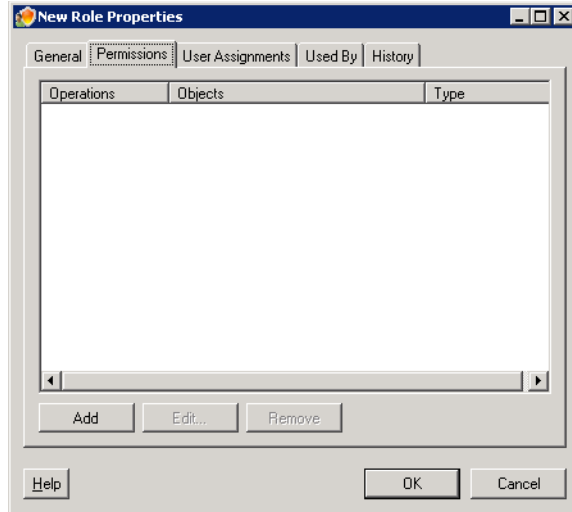 New Role Properties
General Permissions User Assignments Used By History
Operations Objects Type
Add Edit... Remove
Help OK Cancel